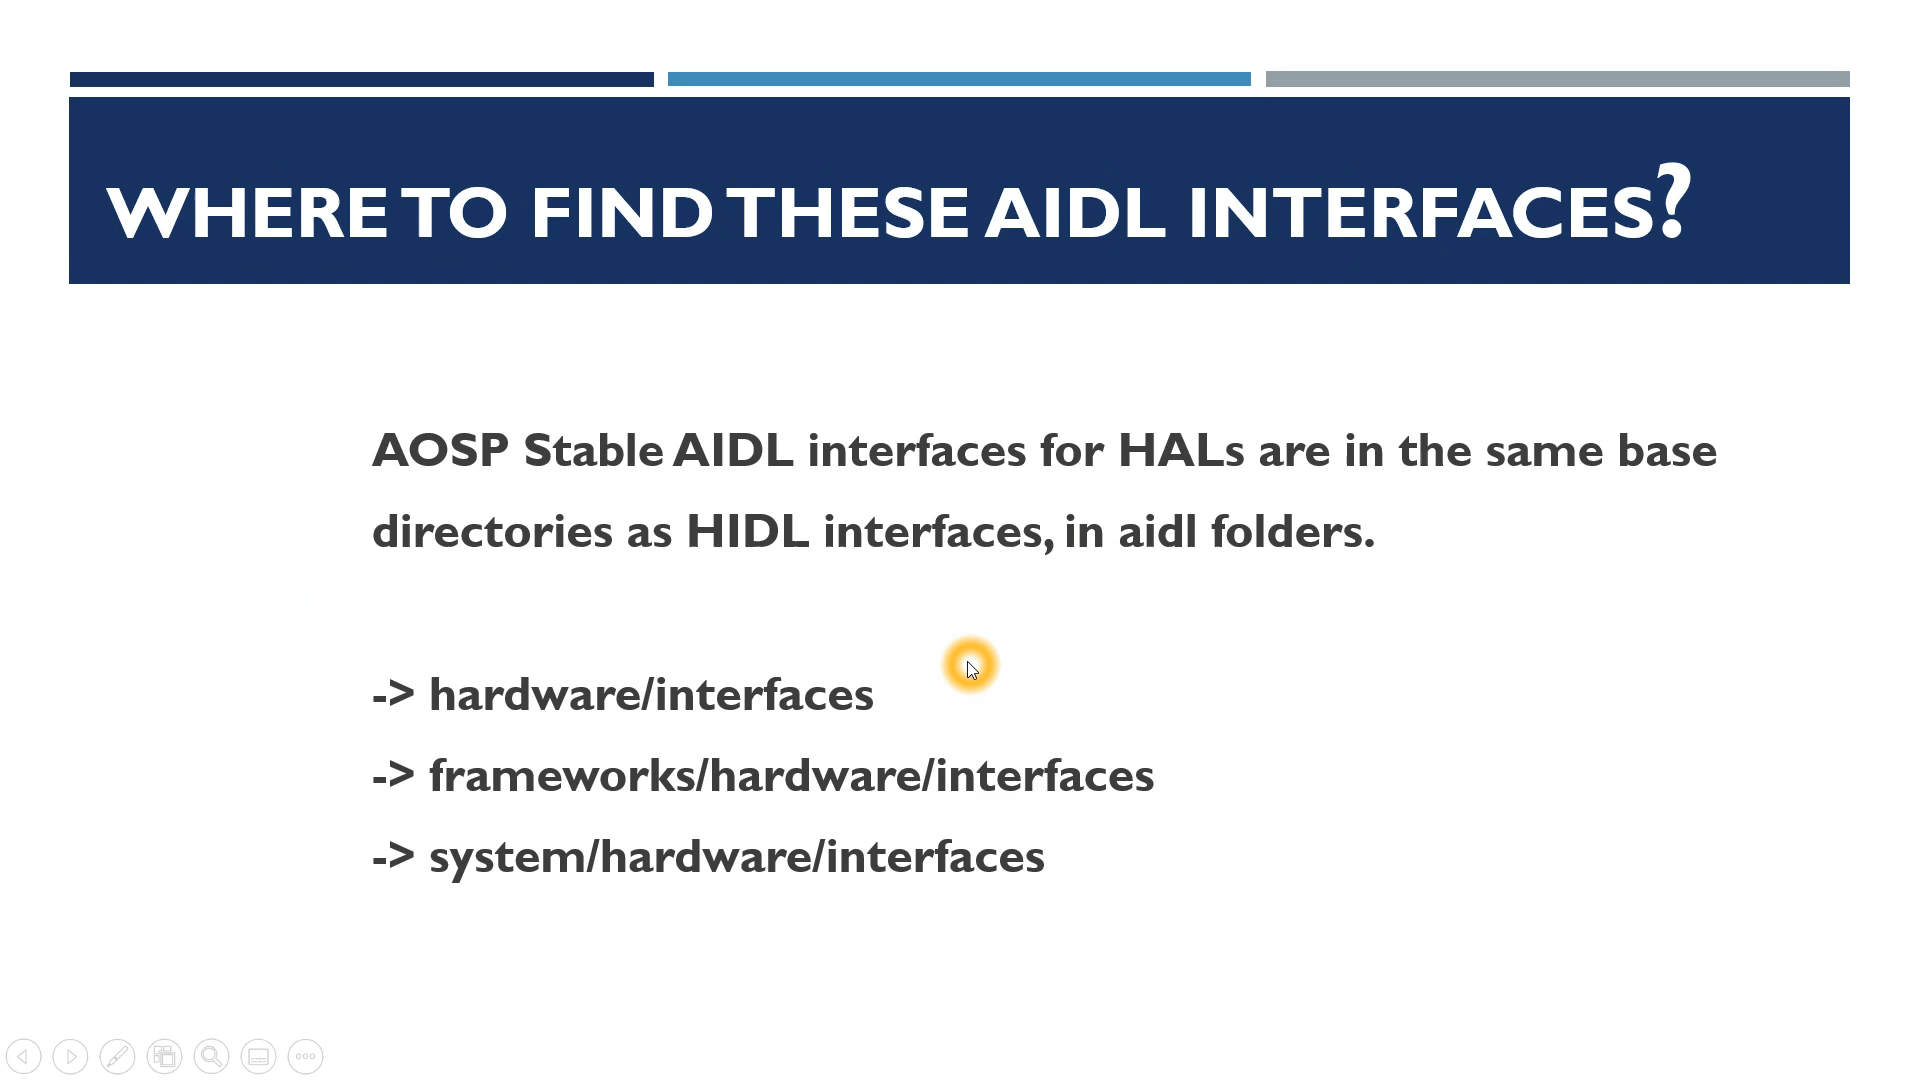 WHERE TO FIND THESE AIDL INTERFACES?
AOSP Stable AIDL interfaces for HALs are in the same base
directories as HIDL interfaces, in aidl folders.
-> hardware/interfaces
-> frameworks/hardware/interfaces
-> system/hardware/interfaces